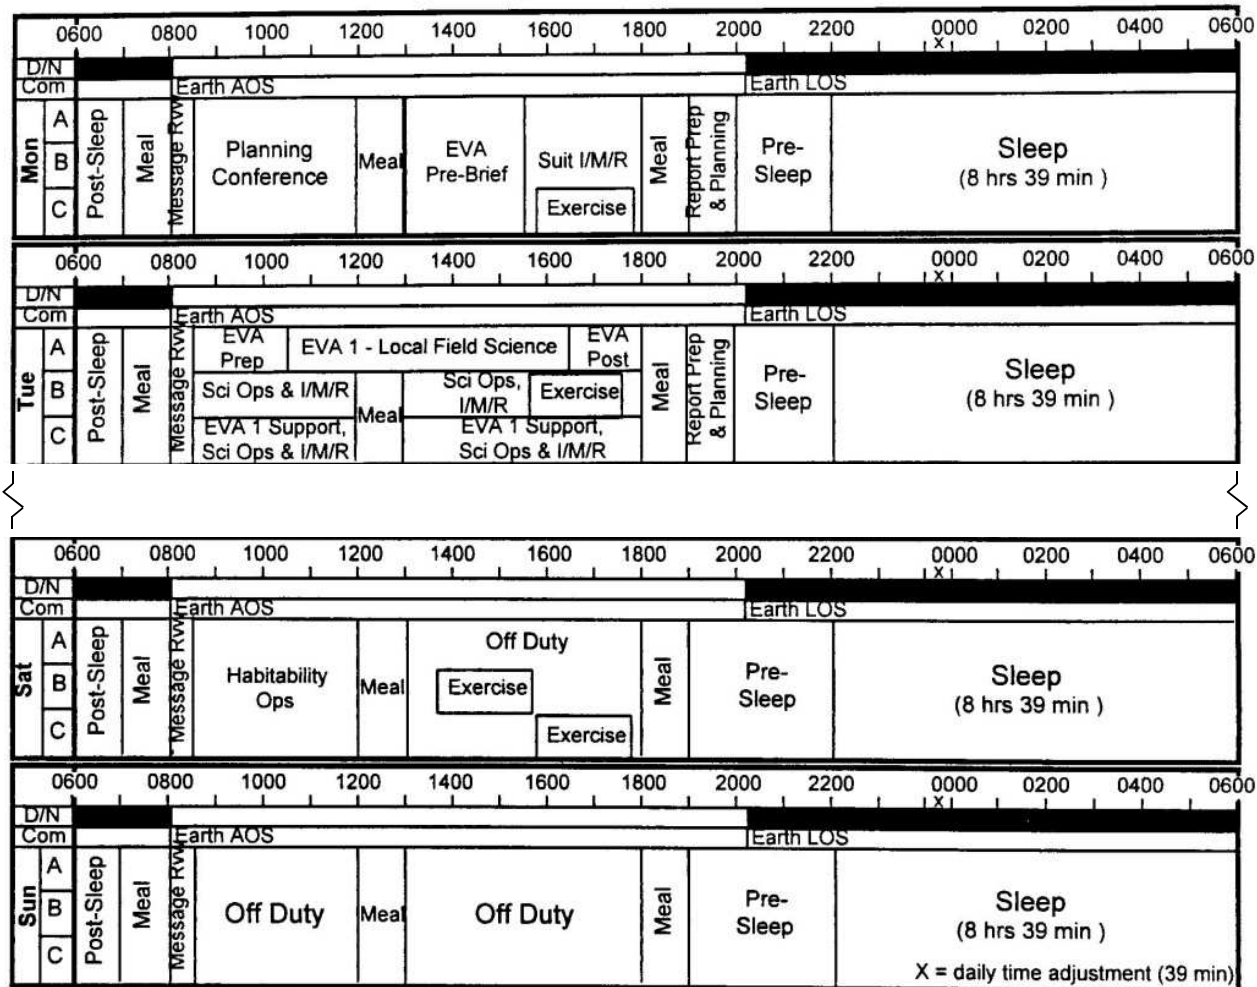 0600 0800 1000 1200 1400 1600 1800 2000 2200 0000 0200 0400 0600
X
D/N
Com Earth AOS Earth LOS
Mon
A
B
C
Post-Sleep
Meal
Message Rvw
Planning
Conference
Meal
EVA
Pre-Brief
Suit I/M/R
Exercise
Meal
Report Prep
& Planning
Pre-
Sleep
Sleep
(8 hrs 39 min )
0600 0800 1000 1200 1400 1600 1800 2000 2200 0000 0200 0400 0600
X
D/N
Com Earth AOS Earth LOS
Tue
A
B
C
Post-Sleep
Meal
Message Rvw
EVA
Prep
EVA 1 - Local Field Science
EVA
Post
Sci Ops & I/M/R
Meal
Sci Ops,
I/M/R
Exercise
EVA 1 Support,
Sci Ops & I/M/R
EVA 1 Support,
Sci Ops & I/M/R
Meal
Report Prep
& Planning
Pre-
Sleep
Sleep
(8 hrs 39 min )
0600 0800 1000 1200 1400 1600 1800 2000 2200 0000 0200 0400 0600
X
D/N
Com Earth AOS Earth LOS
Sat
A
B
C
Post-Sleep
Meal
Message Rvw
Habitability
Ops
Meal
Off Duty
Exercise
Exercise
Meal
Pre-
Sleep
Sleep
(8 hrs 39 min )
0600 0800 1000 1200 1400 1600 1800 2000 2200 0000 0200 0400 0600
X
D/N
Com Earth AOS Earth LOS
Sun
A
B
C
Post-Sleep
Meal
Message Rvw
Off Duty
Meal
Off Duty
Meal
Pre-
Sleep
Sleep
(8 hrs 39 min )
X = daily time adjustment (39 min)